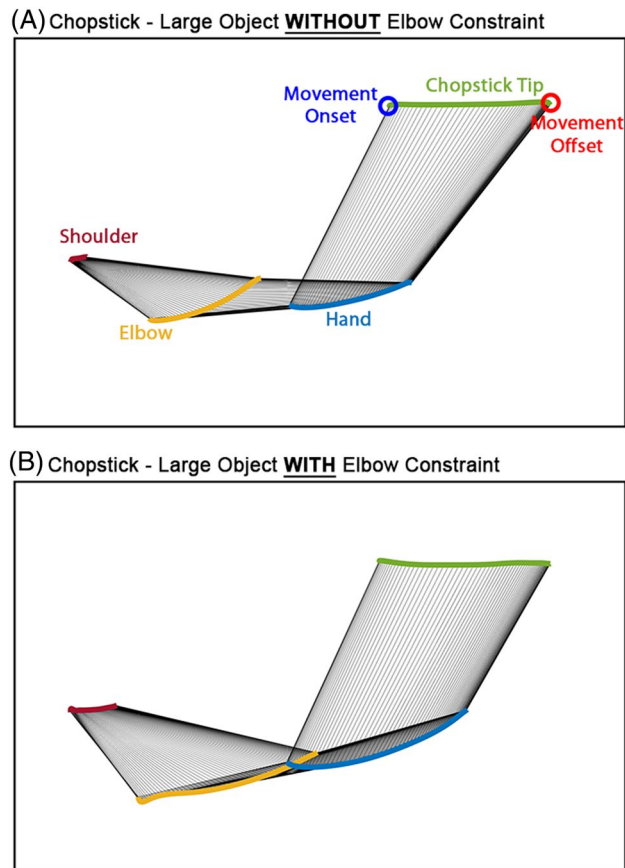 (A) Chopstick - Large Object WITHOUT Elbow Constraint
Movement
Onset
Chopstick Tip
Movement
Offset
Shoulder
Elbow
Hand
(B) Chopstick - Large Object WITH Elbow Constraint